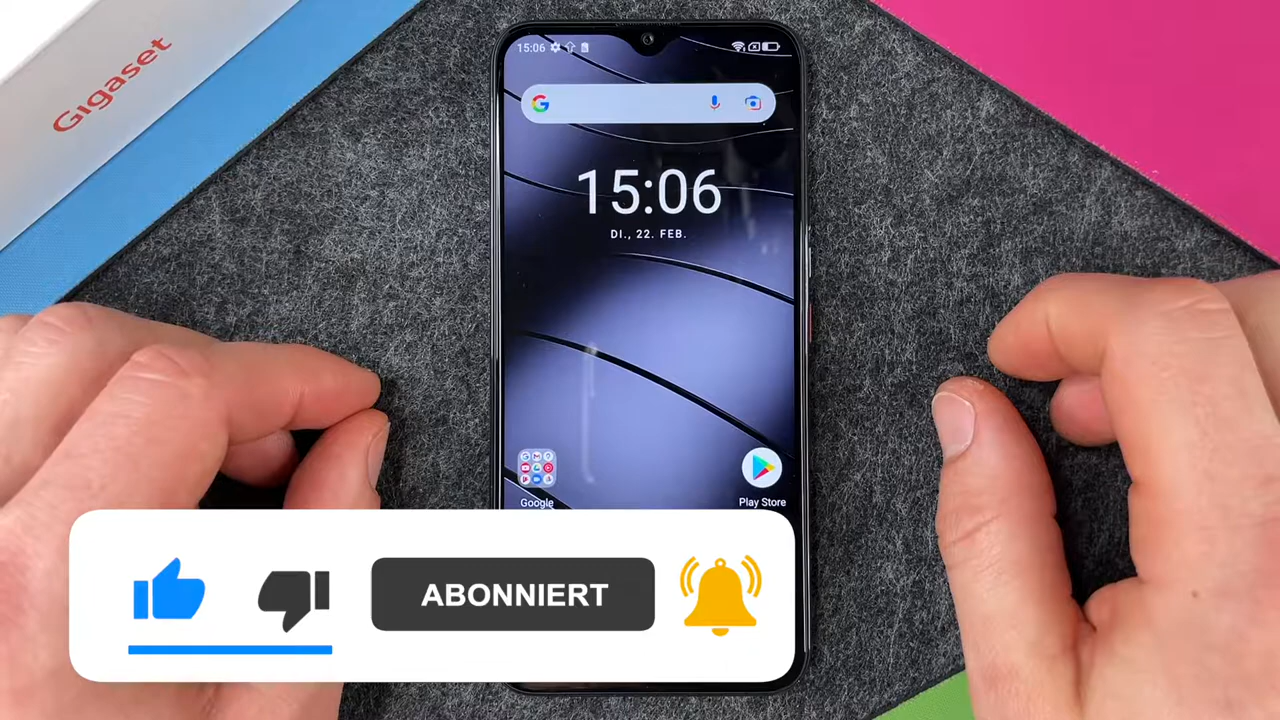 Gigaset
15:06
15:06
DI., 22. FEB.
Google
Play Store
ABONNIERT